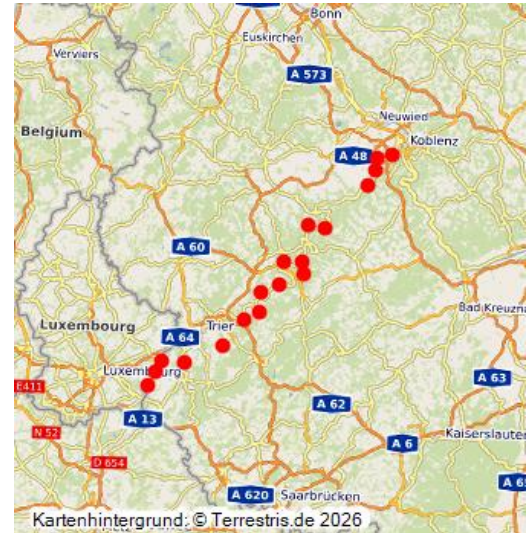 Bonn
Euskirchen
Verviers
A 573
Neuwied
Belgium
Koblenz
A 48
A 60
Luxembourg
Trier
A 64
Bad Kreuzna
Luxembourg
E411
A 63
A 62
A 13
N 52
A 6
Kaiserslauter
D 654
A 620
Saarbrücken
Kartenhintergrund: © Terrestris.de 2026